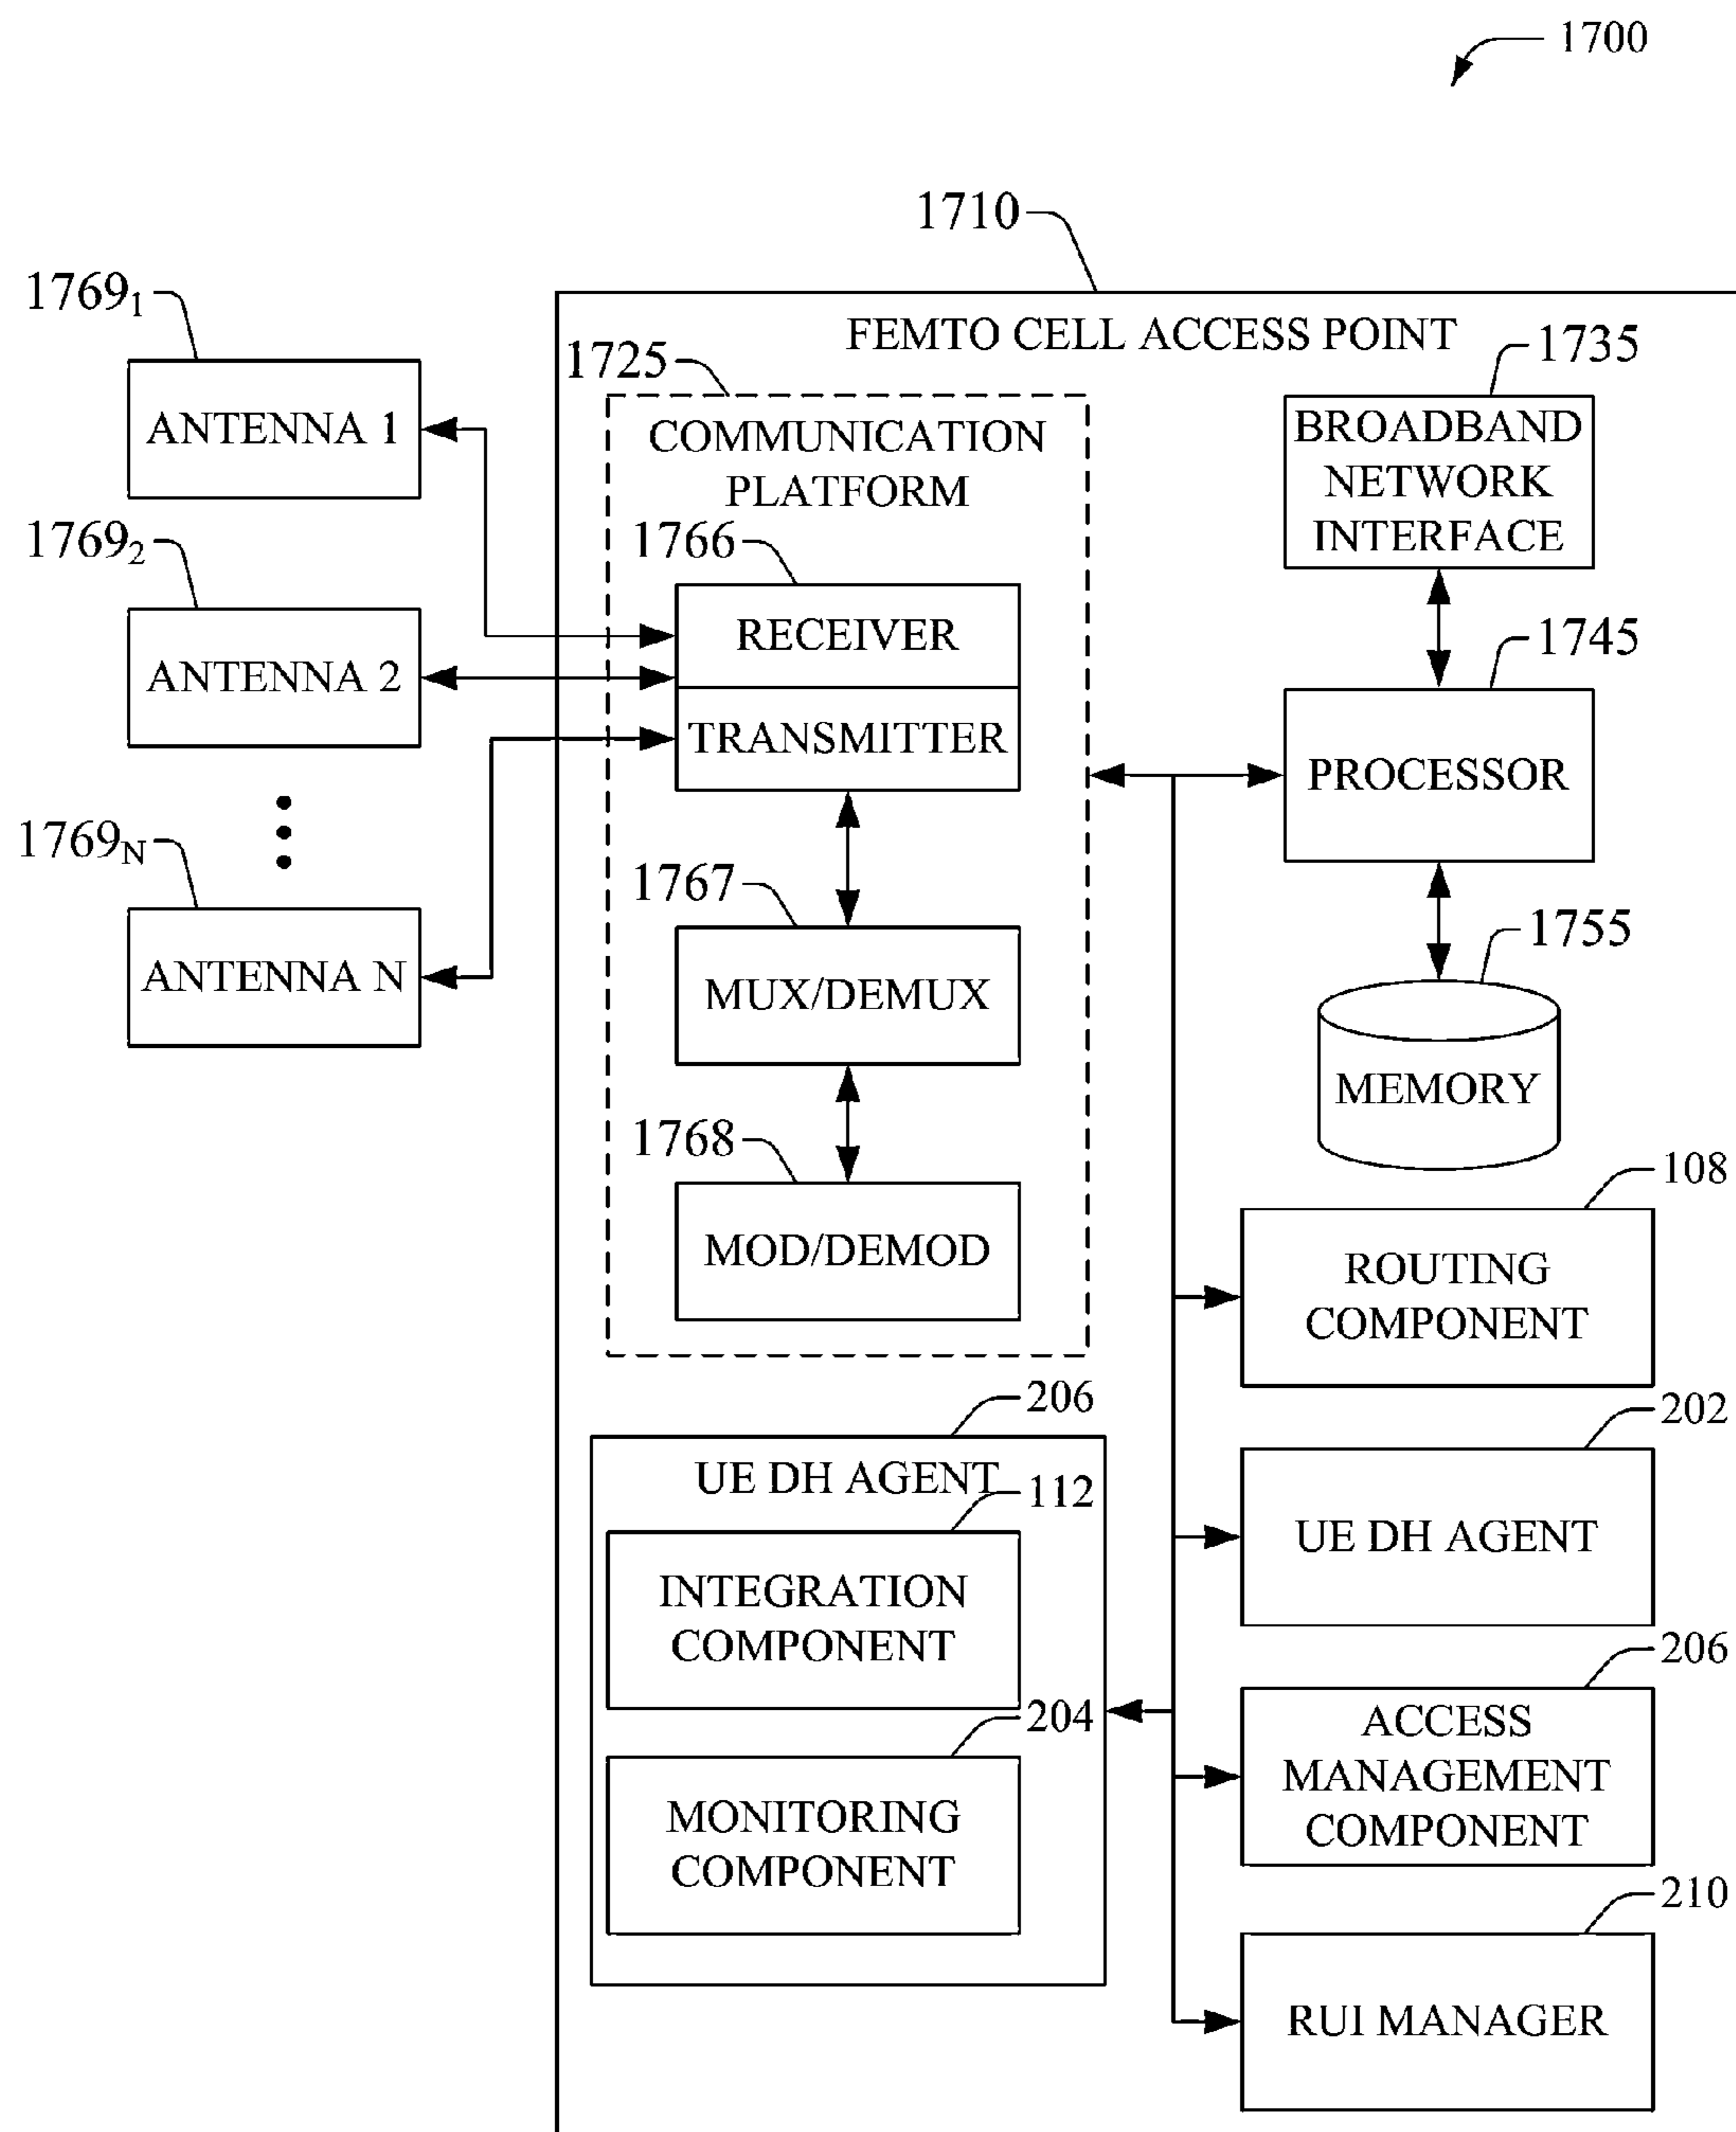 1700
1710
1769₁
FEMTO CELL ACCESS POINT
1725
1735
ANTENNA 1
COMMUNICATION
PLATFORM
BROADBAND
NETWORK
INTERFACE
1769₂
1766
RECEIVER
1745
ANTENNA 2
TRANSMITTER
PROCESSOR
1769N
1767
1755
ANTENNA N
MUX/DEMUX
MEMORY
1768
108
MOD/DEMOD
ROUTING
COMPONENT
206
202
UE DH AGENT
112
UE DH AGENT
INTEGRATION
COMPONENT
206
204
ACCESS
MANAGEMENT
COMPONENT
MONITORING
COMPONENT
210
RUI MANAGER